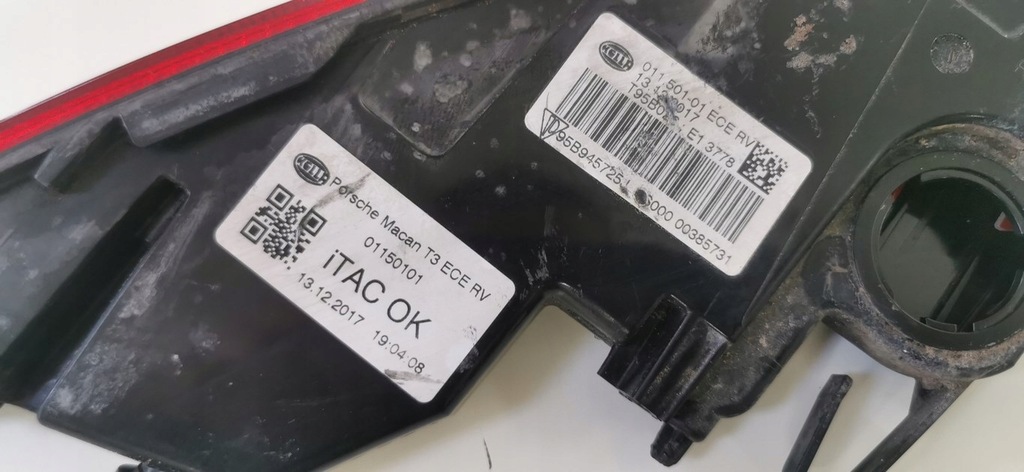 HELLA
Porsche Macan T3 ECE RV
01150101
iTAC OK
13.12.2017 19:04:08
HELLA
011.501-01 ECE RV
E1 3778
0000 00385731